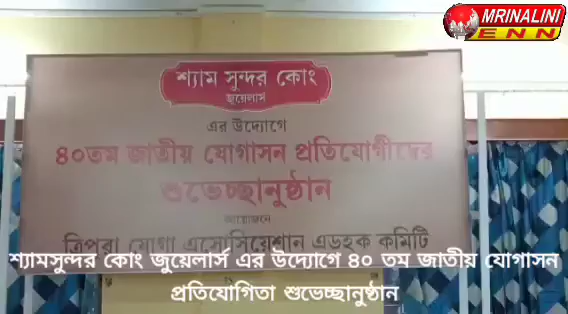 MRINALINI
ENN
শ্যাম সুন্দর কোং
জুয়েলার্স
এর উদ্যোগে
৪০তম জাতীয় যোগাসন প্রতিযোগীদের
শুভেচ্ছানুষ্ঠান
আয়োজনে
ত্রিপুরা যোগা এসোসিয়েশান এডহক কমিটি
শ্যামসুন্দর কোং জুয়েলার্স এর উদ্যোগে ৪০ তম জাতীয় যোগাসন
প্রতিযোগিতা শুভেচ্ছানুষ্ঠান